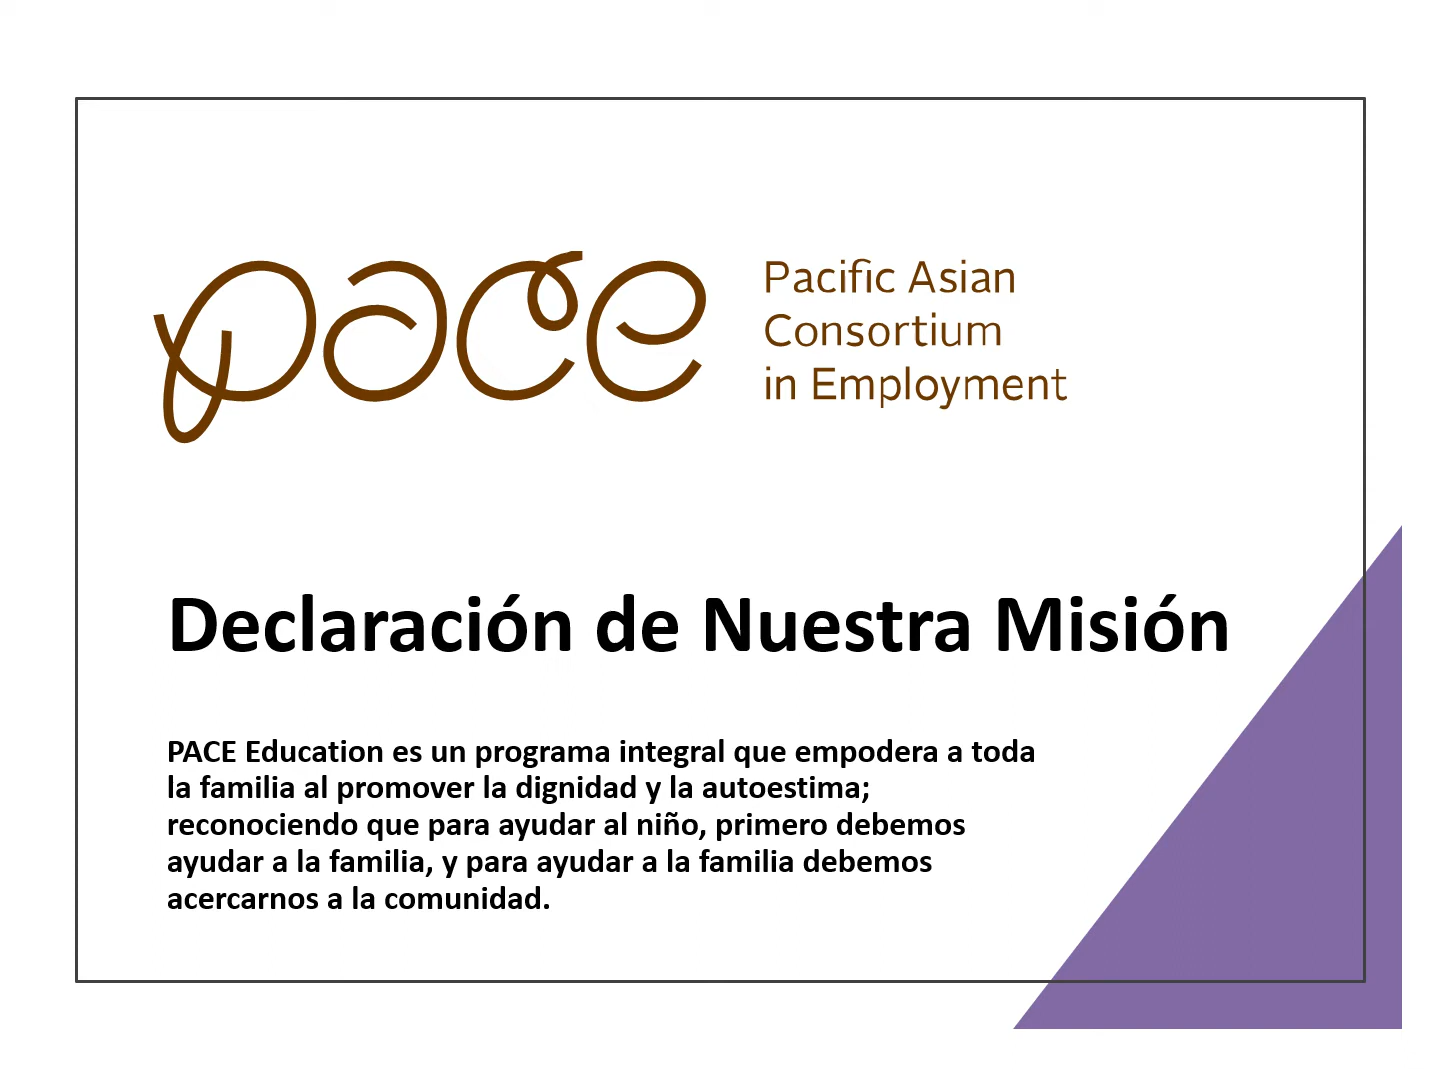 pace
Pacific Asian
Consortium
in Employment
Declaración de Nuestra Misión
PACE Education es un programa integral que empodera a toda
la familia al promover la dignidad y la autoestima;
reconociendo que para ayudar al niño, primero debemos
ayudar a la familia, y para ayudar a la familia debemos
acercarnos a la comunidad.